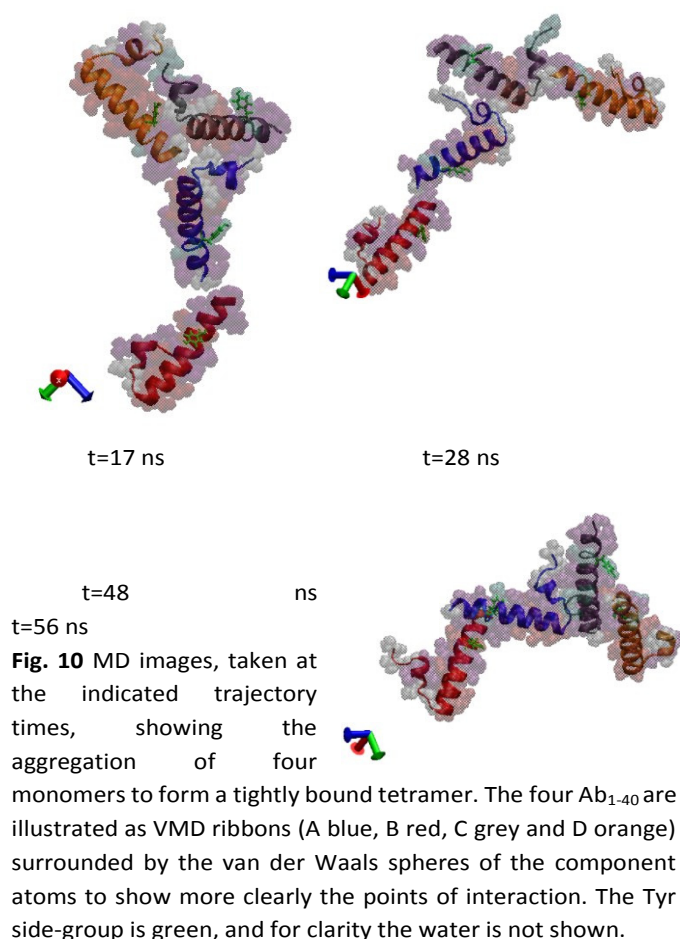 t=17 ns t=28 ns
t=48 ns
t=56 ns
Fig. 10 MD images, taken at
the indicated trajectory
times, showing the
aggregation of four
monomers to form a tightly bound tetramer. The four Ab1-40 are
illustrated as VMD ribbons (A blue, B red, C grey and D orange)
surrounded by the van der Waals spheres of the component
atoms to show more clearly the points of interaction. The Tyr
side-group is green, and for clarity the water is not shown.